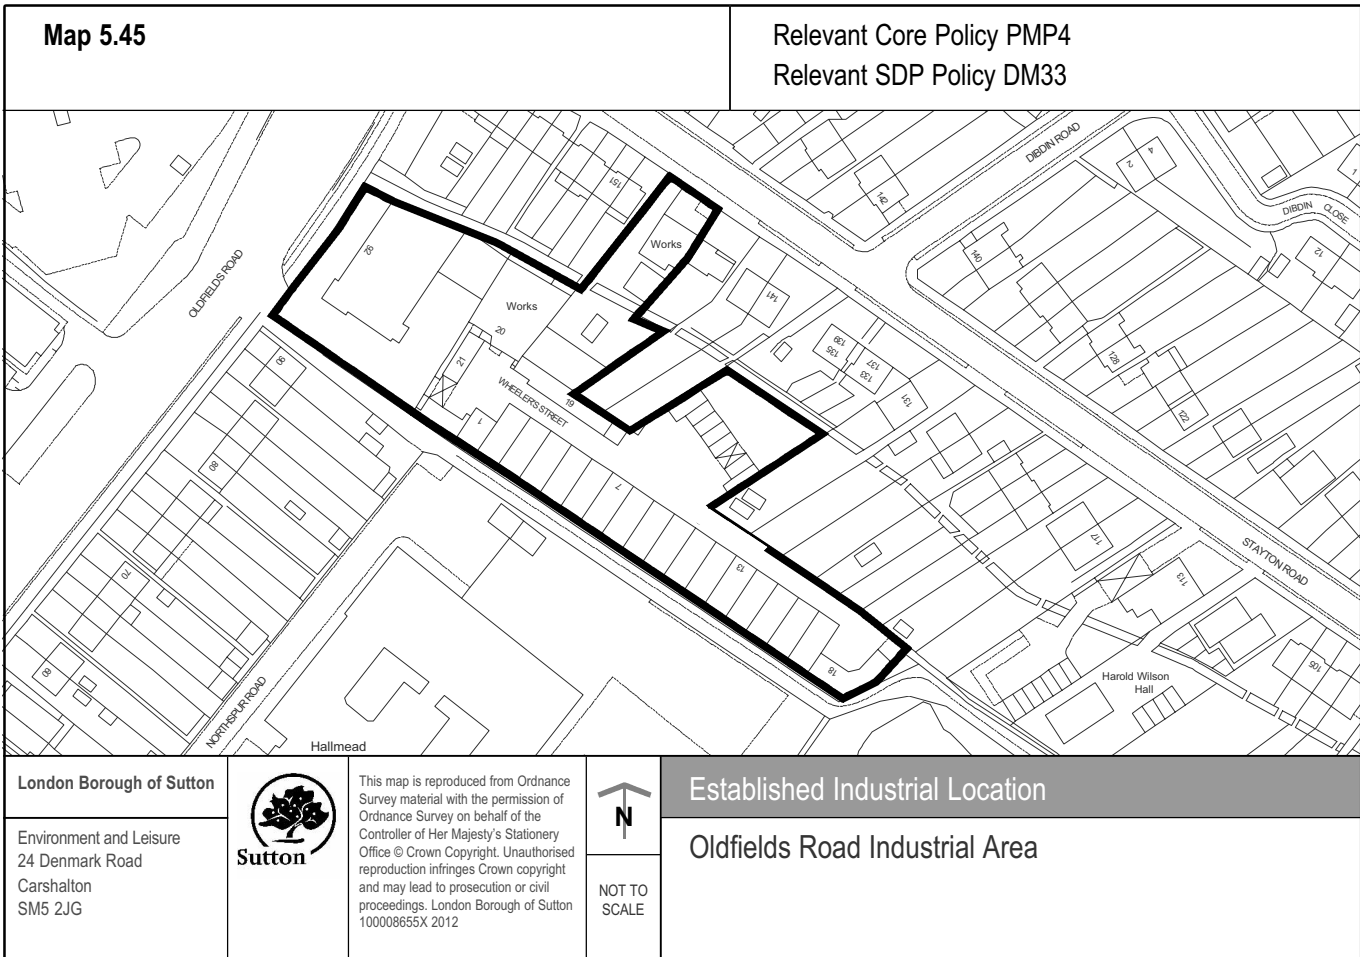 Map 5.45
Relevant Core Policy PMP4
Relevant SDP Policy DM33
DIBDIN ROAD
4
2
1
151
142
DIBDIN CLOSE
OLDFIELDS ROAD
92
Works
140
12
Works
141
20
139
135
137
133
128
21
90
WHEELERS STREET
19
131
122
1
80
7
117
STAYTON ROAD
13
70
113
105
69
18
Harold Wilson
Hall
NORTHSPUR ROAD
Hallmead
London Borough of Sutton
Environment and Leisure
24 Denmark Road
Carshalton
SM5 2JG
Sutton
This map is reproduced from Ordnance
Survey material with the permission of
Ordnance Survey on behalf of the
Controller of Her Majesty's Stationery
Office © Crown Copyright. Unauthorised
reproduction infringes Crown copyright
and may lead to prosecution or civil
proceedings. London Borough of Sutton
100008655X 2012
N
NOT TO
SCALE
Established Industrial Location
Oldfields Road Industrial Area